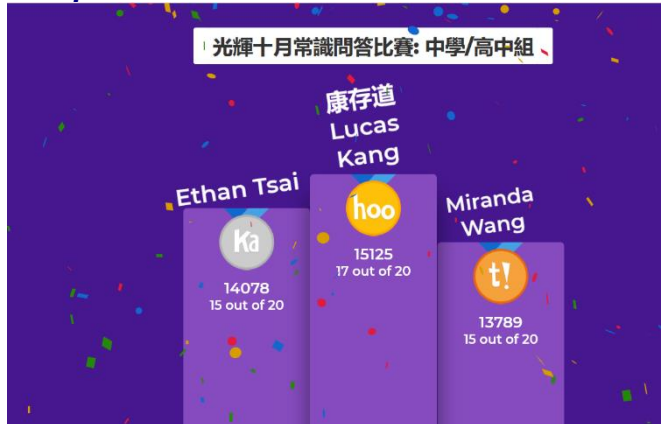 光輝十月常識問答比賽: 中學/高中組
康存道
Lucas
Kang
hoo
15125
17 out of 20
Ethan Tsai
Ka
14078
15 out of 20
Miranda
Wang
t!
13789
15 out of 20